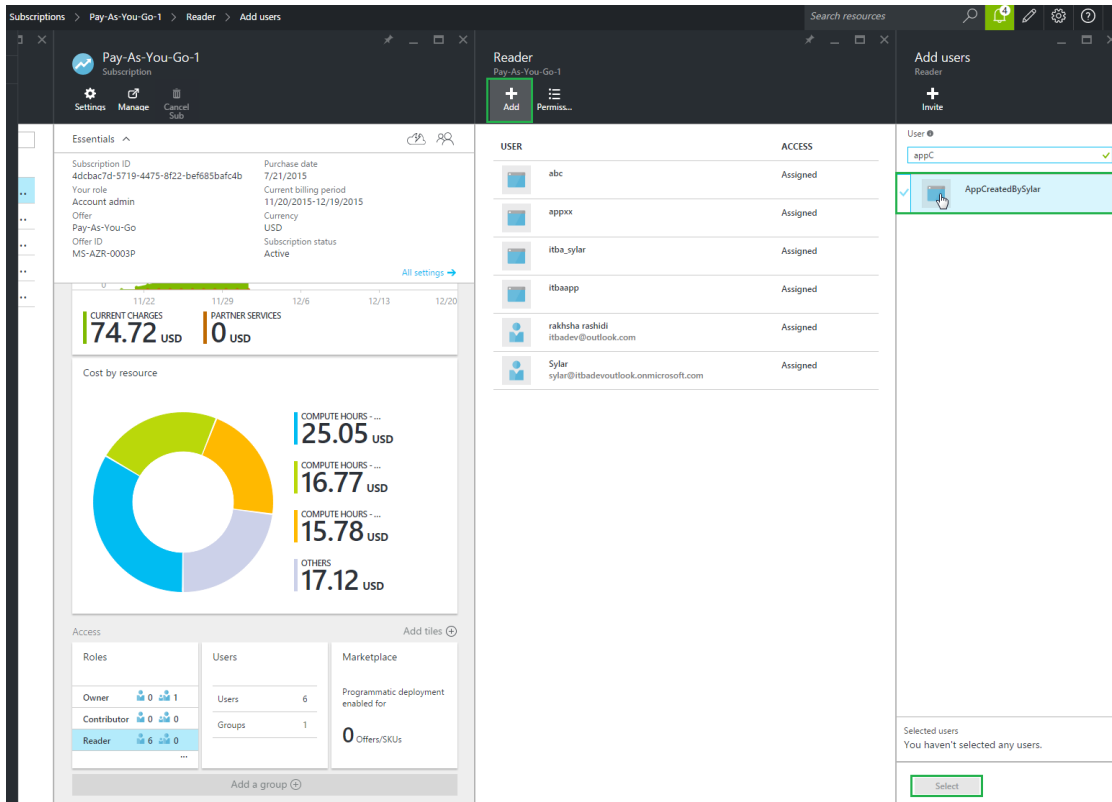 Subscriptions > Pay-As-You-Go-1 > Reader > Add users
Search resources
4
Pay-As-You-Go-1
Subscription
Settings
Manage
Cancel
Sub
Essentials
Subscription ID
4dcbac7d-5719-4475-8f22-bef685bafc4b
Purchase date
7/21/2015
Your role
Account admin
Current billing period
11/20/2015-12/19/2015
Offer
Pay-As-You-Go
Currency
USD
Offer ID
MS-AZR-0003P
Subscription status
Active
All settings
0
11/22 11/29 12/6 12/13 12/20
CURRENT CHARGES
74.72 USD
PARTNER SERVICES
0 USD
Cost by resource
COMPUTE HOURS - ...
25.05 USD
COMPUTE HOURS - ...
16.77 USD
COMPUTE HOURS - ...
15.78 USD
OTHERS
17.12 USD
Access
Add tiles
Roles
Owner 0 1
Contributor 0 0
Reader 6 0
...
Users
Users 6
Groups 1
Marketplace
Programmatic deployment
enabled for
0 Offers/SKUs
Add a group
Reader
Pay-As-You-Go-1
Add
Permiss...
USER ACCESS
abc Assigned
appxx Assigned
itba_sylar Assigned
itbaapp Assigned
rakhsha rashidi Assigned
itbadev@outlook.com
Sylar Assigned
sylar@itbadevoutlook.onmicrosoft.com
Add users
Reader
Invite
User
appC
AppCreatedBySylar
Selected users
You haven't selected any users.
Select